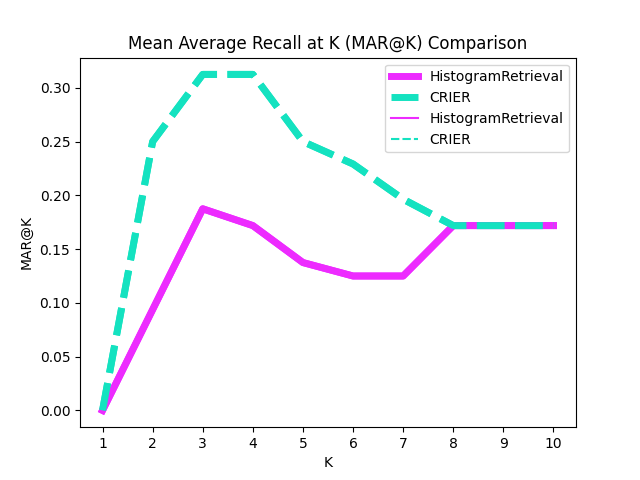 Mean Average Recall at K (MAR@K) Comparison
HistogramRetrieval
CRIER
HistogramRetrieval
CRIER
0.30
0.25
0.20
0.15
0.10
0.05
0.00
MAR@K
1 2 3 4 5 6 7 8 9 10
K